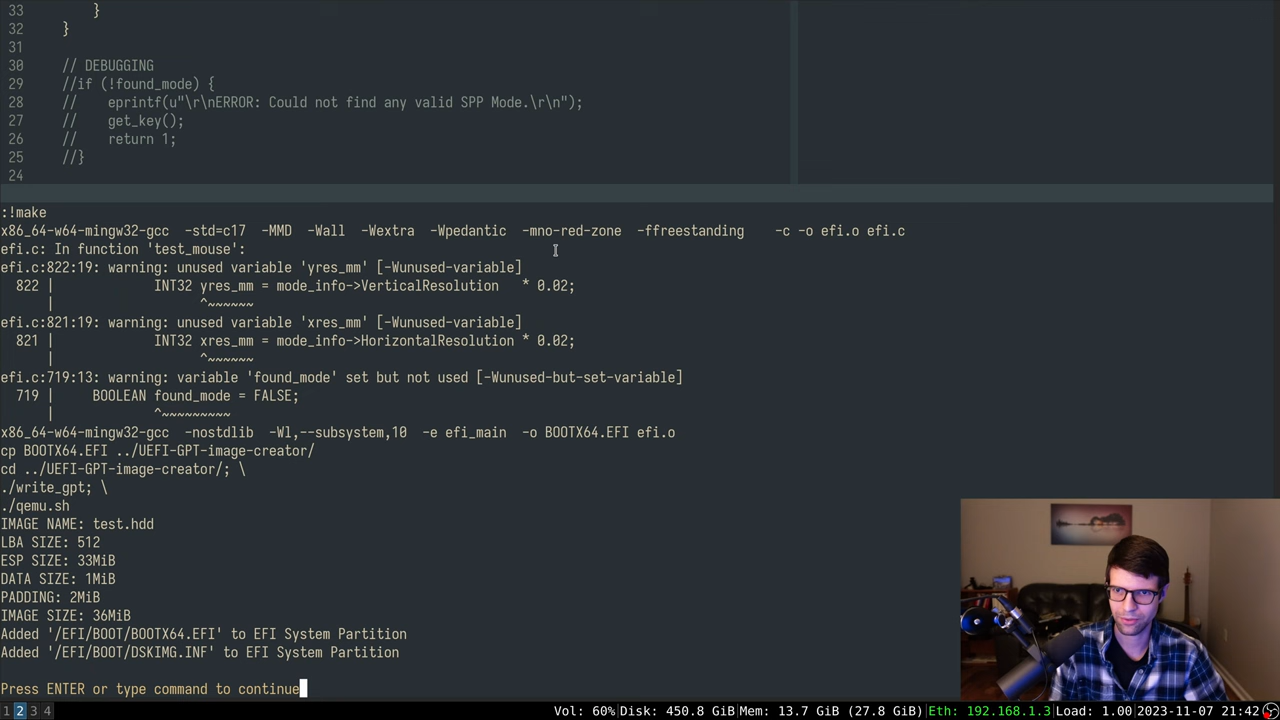 33         }
32     }
31
30     // DEBUGGING
29     //if (!found_mode) {
28     //    eprintf(u"\r\nERROR: Could not find any valid SPP Mode.\r\n");
27     //    get_key();
26     //    return 1;
25     //}
24
:!make
x86_64-w64-mingw32-gcc  -std=c17  -MMD  -Wall  -Wextra  -Wpedantic  -mno-red-zone  -ffreestanding    -c -o efi.o efi.c
efi.c: In function 'test_mouse':
efi.c:822:19: warning: unused variable 'yres_mm' [-Wunused-variable]
  822 |             INT32 yres_mm = mode_info->VerticalResolution   * 0.02;
      |                   ^~~~~~~
efi.c:821:19: warning: unused variable 'xres_mm' [-Wunused-variable]
  821 |             INT32 xres_mm = mode_info->HorizontalResolution * 0.02;
      |                   ^~~~~~~
efi.c:719:13: warning: variable 'found_mode' set but not used [-Wunused-but-set-variable]
  719 |     BOOLEAN found_mode = FALSE;
      |             ^~~~~~~~~~
x86_64-w64-mingw32-gcc  -nostdlib  -Wl,--subsystem,10  -e efi_main  -o BOOTX64.EFI efi.o
cp BOOTX64.EFI ../UEFI-GPT-image-creator/
cd ../UEFI-GPT-image-creator/; \
./write_gpt; \
./qemu.sh
IMAGE NAME: test.hdd
LBA SIZE: 512
ESP SIZE: 33MiB
DATA SIZE: 1MiB
PADDING: 2MiB
IMAGE SIZE: 36MiB
Added '/EFI/BOOT/BOOTX64.EFI' to EFI System Partition
Added '/EFI/BOOT/DSKIMG.INF' to EFI System Partition
Press ENTER or type command to continue
1 2 3 4 Vol: 60%|Disk: 450.8 GiB|Mem: 13.7 GiB (27.8 GiB)|Eth: 192.168.1.3|Load: 1.00|2023-11-07 21:42